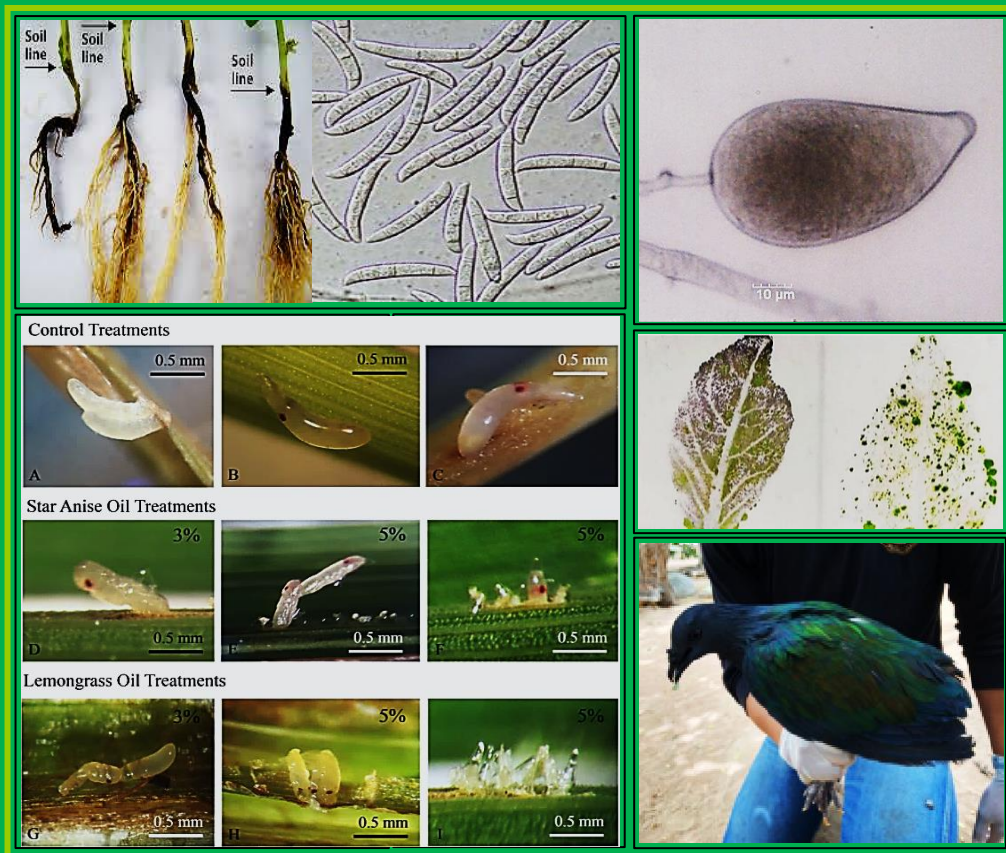 Soil
line
Soil
line
Soil
line
10 µm
Control Treatments
0.5 mm
0.5 mm
0.5 mm
A
B
C
Star Anise Oil Treatments
3%
5%
5%
0.5 mm
0.5 mm
0.5 mm
D
E
F
Lemongrass Oil Treatments
3%
5%
5%
0.5 mm
0.5 mm
0.5 mm
G
H
I